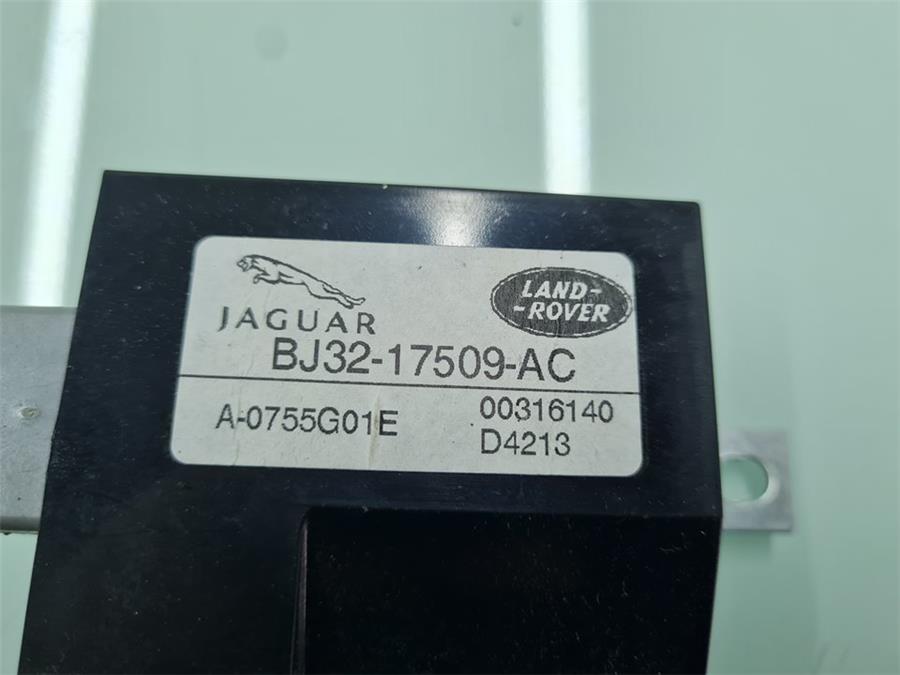 JAGUAR
LAND-
-ROVER
BJ32-17509-AC
A-0755G01E
00316140
D4213